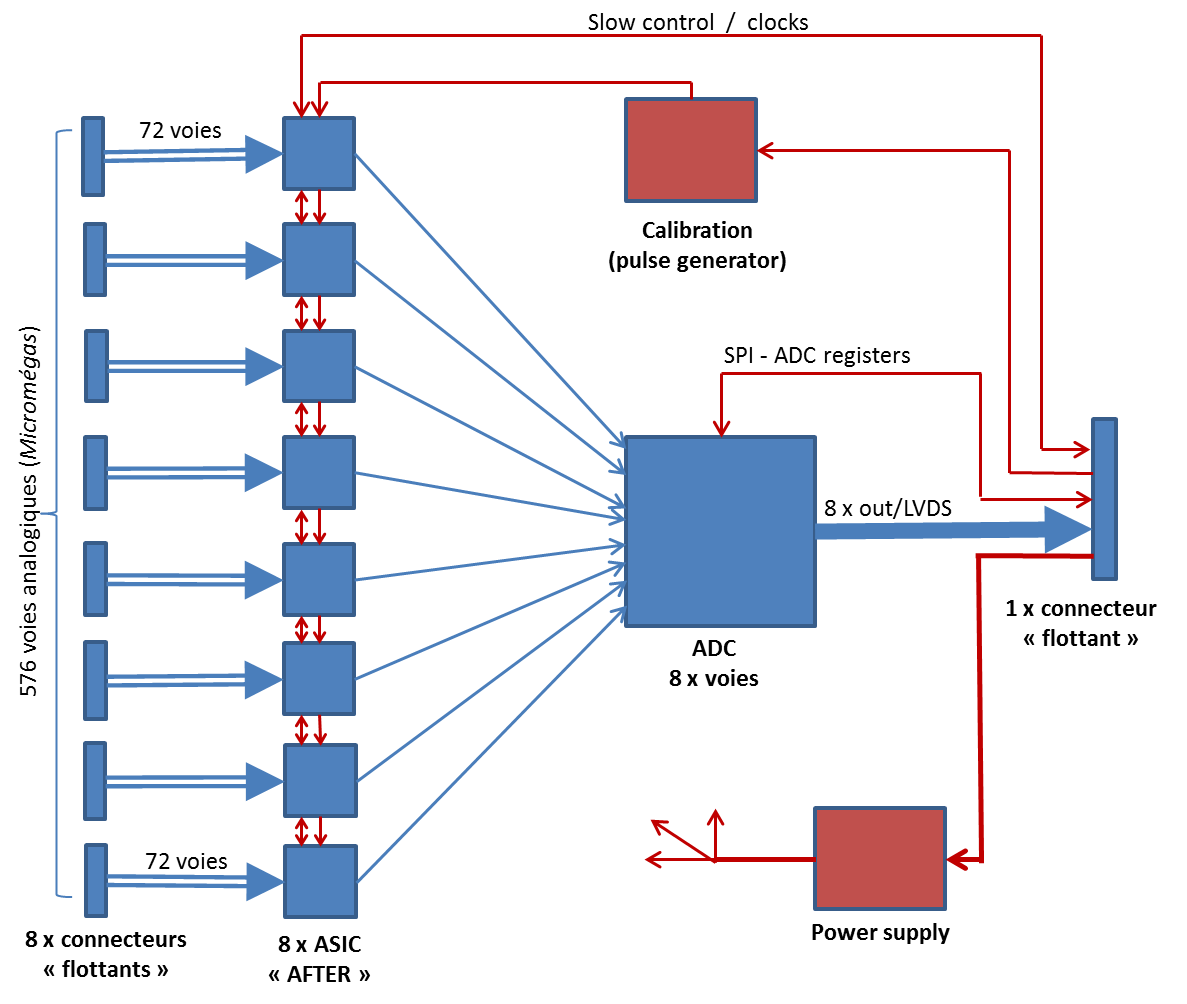 Slow control / clocks
72 voies
Calibration
(pulse generator)
576 voies analogiques (Micromégas)
SPI - ADC registers
8 x out/LVDS
1 x connecteur
« flottant »
ADC
8 x voies
72 voies
Power supply
8 x connecteurs
« flottants »
8 x ASIC
« AFTER »